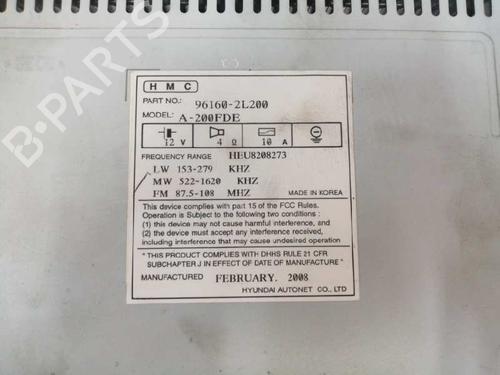 HMC
PART NO.: 96160-2L200
MODEL: A-200FDE
12 V 4 Ω 10 A
FREQUENCY RANGE HEU8208273
LW 153-279 KHZ
MW 522-1620 KHZ
FM 87.5-108 MHZ MADE IN KOREA
This device complies with part 15 of the FCC Rules.
Operation is Subject to the following two conditions :
(1) this device may not cause harmful interference, and
(2) the device must accept any interference received,
including interference that may cause undesired operation
" THIS PRODUCT COMPLIES WITH DHHS RULE 21 CFR
SUBCHAPTER J IN EFFECT OF DATE OF MANUFACTURE "
MANUFACTURED FEBRUARY. 2008
HYUNDAI AUTONET CO., LTD
B-PARTS